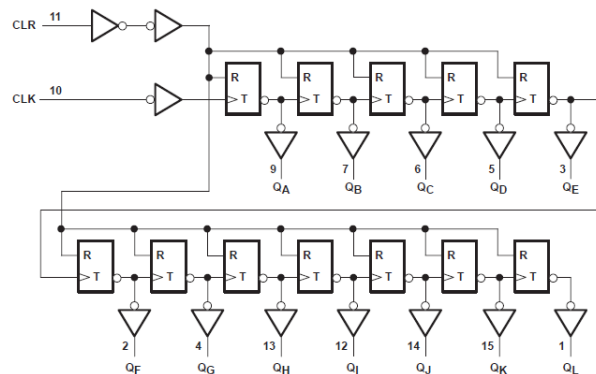 CLR 11
R R R R R
CLK 10
T T T T T
9 7 6 5 3
QA QB QC QD QE
R R R R R R R
T T T T T T T
2 4 13 12 14 15 1
QF QG QH QI QJ QK QL